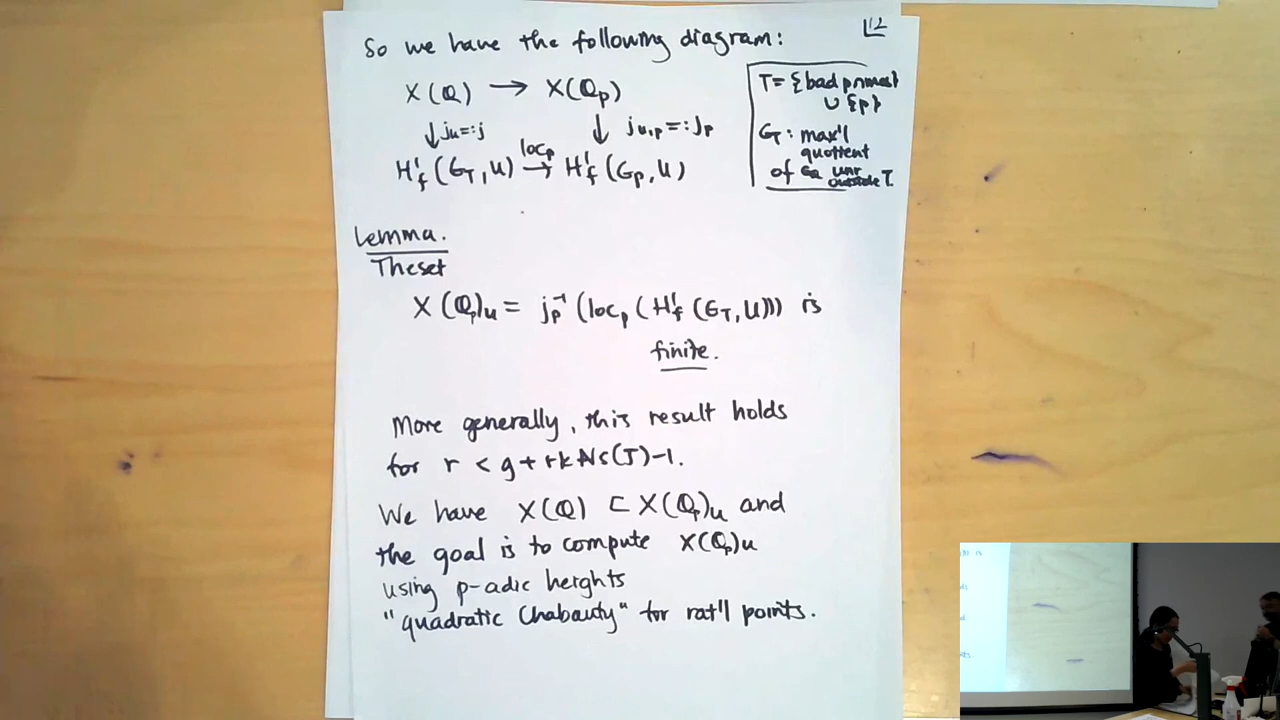 So we have the following diagram:
12
X(ℚ) → X(ℚp)
↓ju=:j ↓ ju,p=:jp
H'f(GT,U) locp→ H'f(Gp,U)
T = {bad primes}
∪ {p}
GT: max'l
quotient
of Gℚ unr
outside T.
Lemma.
The set
X(ℚp)u = jp⁻¹(locp(H'f(GT,U))) is
finite.
More generally, this result holds
for r < g + rk NS(J)-1.
We have X(ℚ) ⊂ X(ℚp)u and
the goal is to compute X(ℚp)u
using p-adic heights
"quadratic Chabauty" for rat'l points.